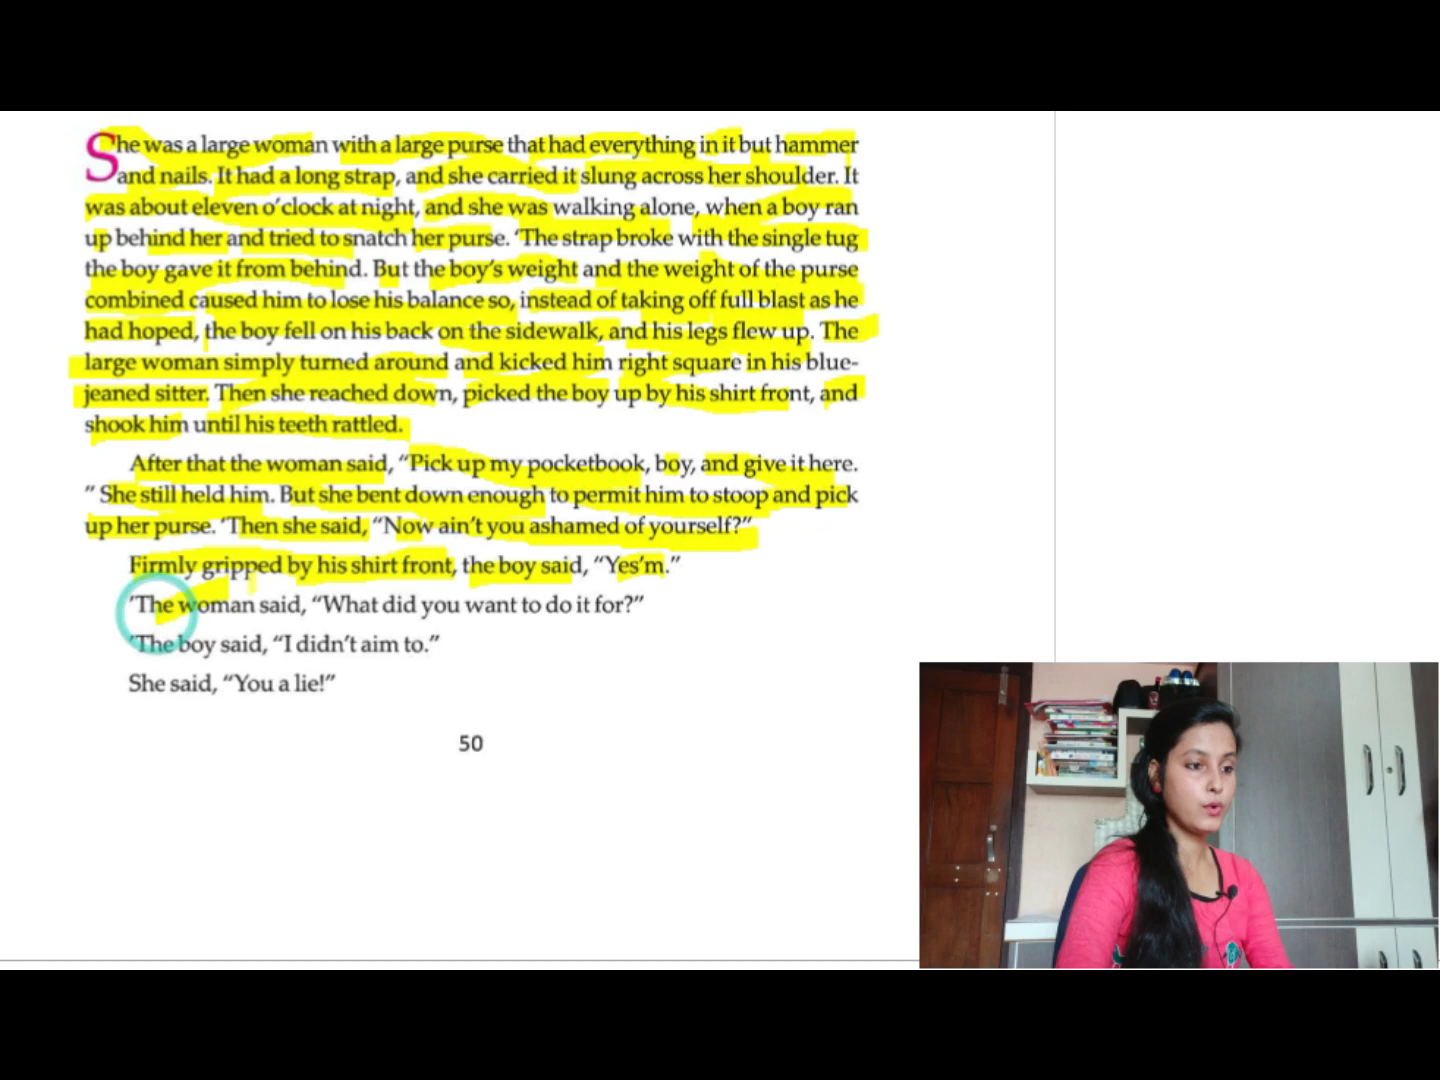 She was a large woman with a large purse that had everything in it but hammer
and nails. It had a long strap, and she carried it slung across her shoulder. It
was about eleven o’clock at night, and she was walking alone, when a boy ran
up behind her and tried to snatch her purse. ‘The strap broke with the single tug
the boy gave it from behind. But the boy’s weight and the weight of the purse
combined caused him to lose his balance so, instead of taking off full blast as he
had hoped, the boy fell on his back on the sidewalk, and his legs flew up. The
large woman simply turned around and kicked him right square in his blue-
jeaned sitter. Then she reached down, picked the boy up by his shirt front, and
shook him until his teeth rattled.
After that the woman said, “Pick up my pocketbook, boy, and give it here.
” She still held him. But she bent down enough to permit him to stoop and pick
up her purse. ‘Then she said, “Now ain’t you ashamed of yourself?”
Firmly gripped by his shirt front, the boy said, “Yes’m.”
‘The woman said, “What did you want to do it for?”
‘The boy said, “I didn’t aim to.”
She said, “You a lie!”
50